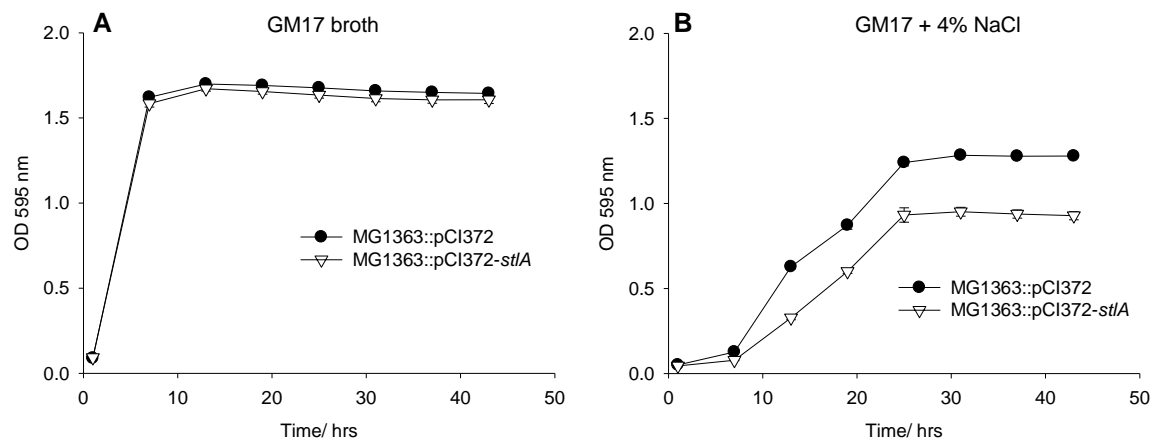 A
GM17 broth
2.0
1.5
1.0
0.5
0.0
OD 595 nm
MG1363::pCI372
MG1363::pCI372-stlA
0 10 20 30 40 50
Time/ hrs
B
GM17 + 4% NaCl
2.0
1.5
1.0
0.5
0.0
OD 595 nm
MG1363::pCI372
MG1363::pCI372-stlA
0 10 20 30 40 50
Time/ hrs